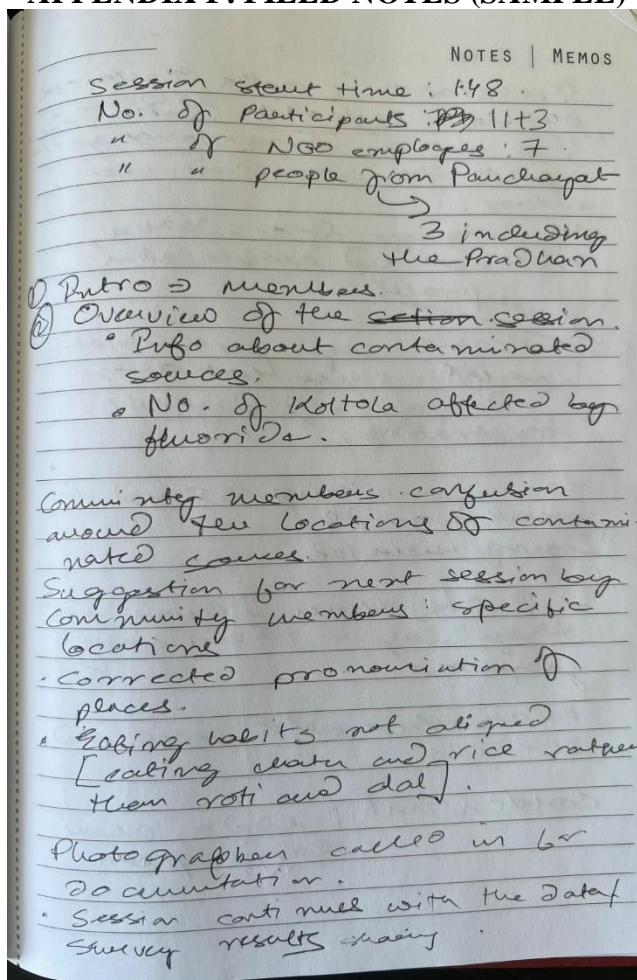 APPENDIX F: FIELD NOTES (SAMPLE)
NOTES | MEMOS
Session start time : 1:48 .
No. of Participants : 11+3
" of NGO employees : 7 .
" " people from Panchayat
3 including
the Pradhan
① Intro ⇒ members.
② Overview of the session.
• Info about contaminated
sources.
• No. of Koltola affected by
fluoride.
Community members confusion
around few locations of contami-
nated sources.
Suggestion for next session by
Community members : specific
locations
• Corrected pronounciation of
places.
• Eating habits not aligned
[eating and rice rather
than roti and dal] .
Photographer called in for
documentation.
• Session continues with the data/
survey results sharing .